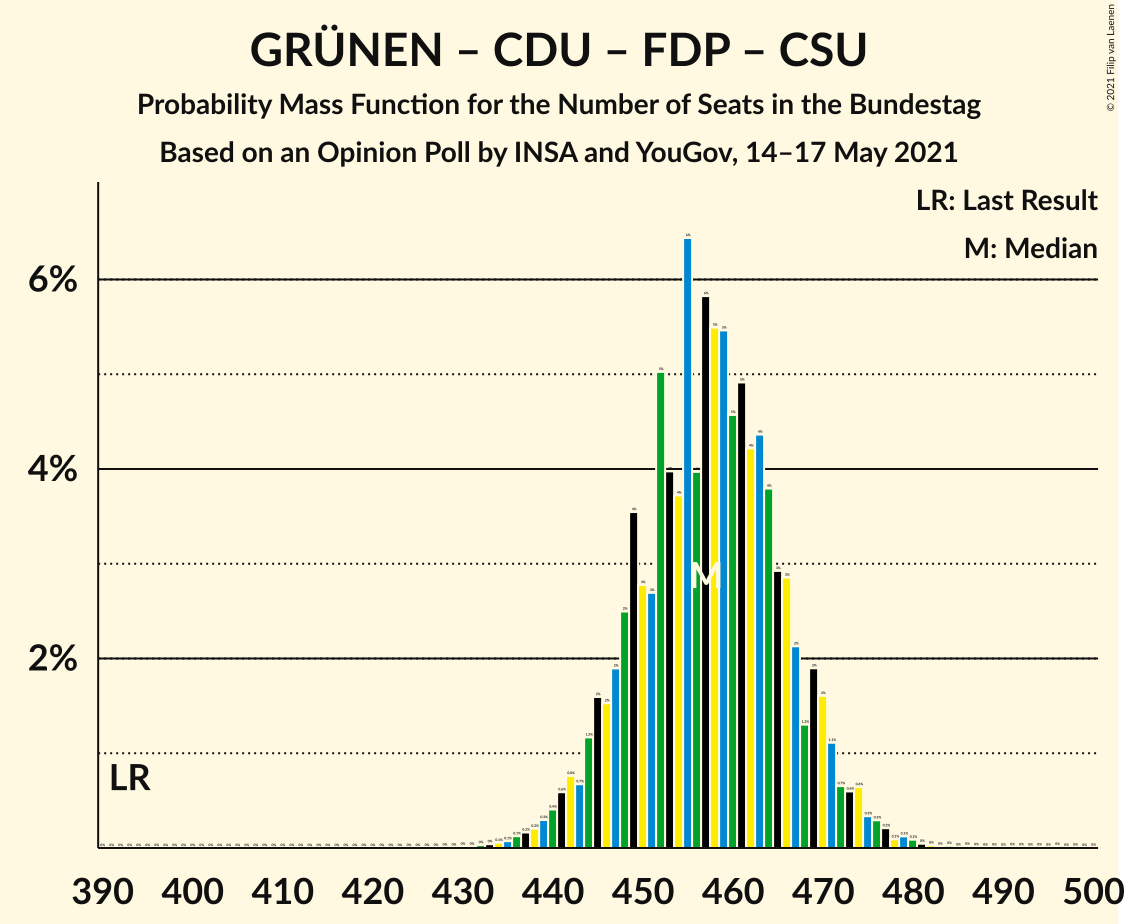 GRÜNEN – CDU – FDP – CSU
Probability Mass Function for the Number of Seats in the Bundestag
Based on an Opinion Poll by INSA and YouGov, 14–17 May 2021
© 2021 Filip van Laenen
LR: Last Result
M: Median
6%
4%
2%
M
LR
390 400 410 420 430 440 450 460 470 480 490 500